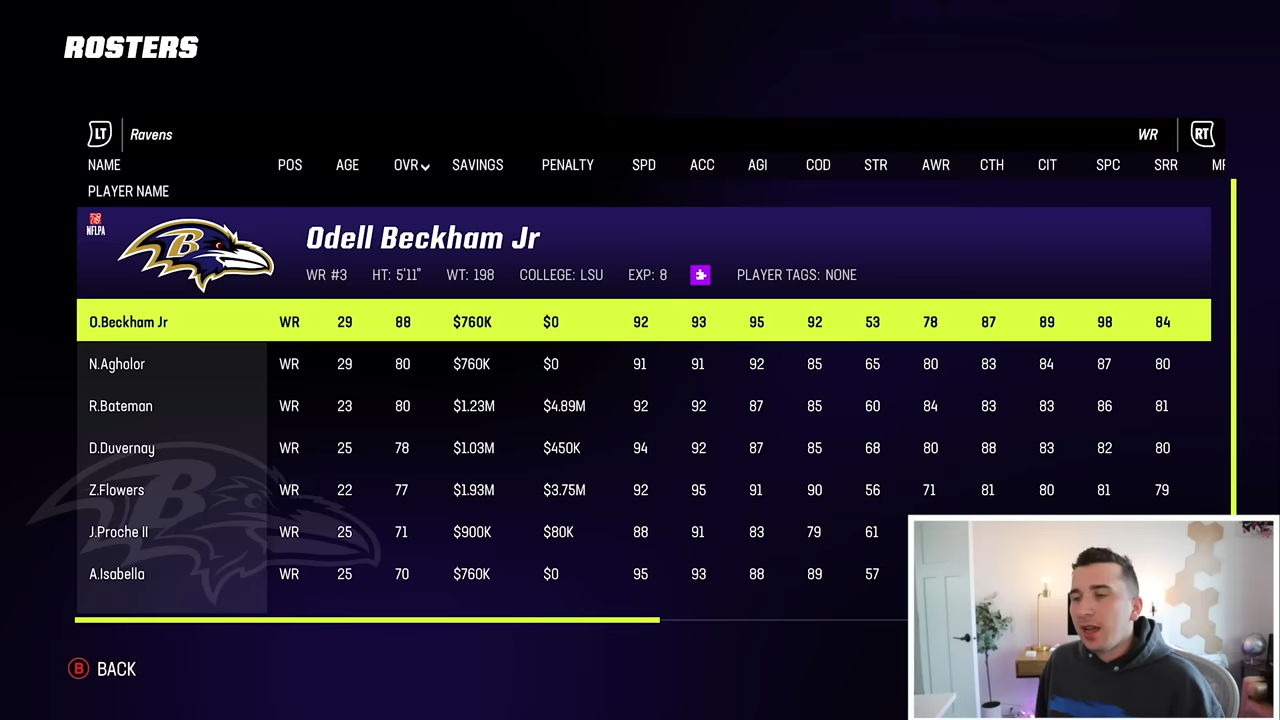 ROSTERS
LT Ravens WR RT
NAME POS AGE OVR SAVINGS PENALTY SPD ACC AGI COD STR AWR CTH CIT SPC SRR
PLAYER NAME
NFLPA
B
Odell Beckham Jr
WR #3 HT: 5'11" WT: 198 COLLEGE: LSU EXP: 8 PLAYER TAGS: NONE
O.Beckham Jr WR 29 88 $760K $0 92 93 95 92 53 78 87 89 98 84
N.Agholor WR 29 80 $760K $0 91 91 92 85 65 80 83 84 87 80
R.Bateman WR 23 80 $1.23M $4.89M 92 92 87 85 60 84 83 83 86 81
D.Duvernay WR 25 78 $1.03M $450K 94 92 87 85 68 80 88 83 82 80
Z.Flowers WR 22 77 $1.93M $3.75M 92 95 91 90 56 71 81 80 81 79
J.Proche II WR 25 71 $900K $80K 88 91 83 79 61
A.Isabella WR 25 70 $760K $0 95 93 88 89 57
B BACK